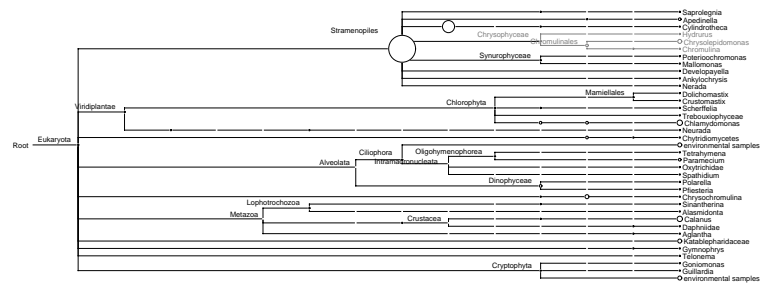 Saprolegnia
Apedinella
Cylindrotheca
Stramenopiles
Hydrurus
Chrysophyceae
Chrysolepidomonas
Chromulinales
Chromulina
Poterioochromonas
Synurophyceae
Mallomonas
Developayella
Ankylochrysis
Nerada
Dolichomastix
Mamiellales
Crustomastix
Chlorophyta
Viridiplantae
Scherffelia
Trebouxiophyceae
Chlamydomonas
Neurada
Chytridiomycetes
Eukaryota
Root
environmental samples
Ciliophora
Oligohymenophorea
Tetrahymena
Paramecium
Alveolata
Intramacronucleata
Oxytrichidae
Spathidium
Dinophyceae
Polarella
Pfiesteria
Chrysochromulina
Lophotrochozoa
Sinantherina
Alasmidonta
Metazoa
Crustacea
Calanus
Daphniidae
Aglantha
Katablepharidaceae
Gymnophrys
Telonema
Goniomonas
Cryptophyta
Guillardia
environmental samples